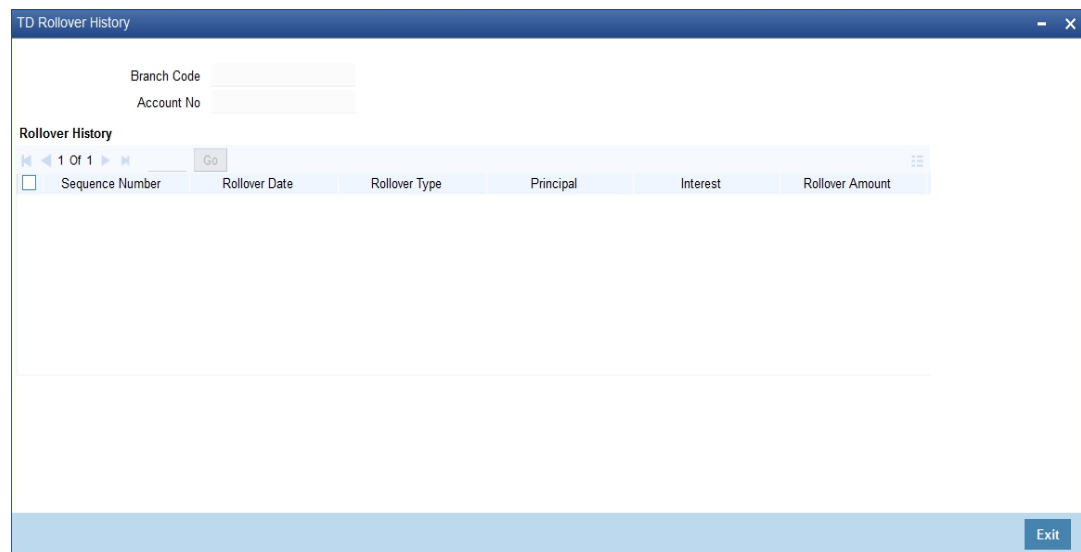 TD Rollover History
Branch Code
Account No
Rollover History
1 Of 1 Go
Sequence Number Rollover Date Rollover Type Principal Interest Rollover Amount
Exit